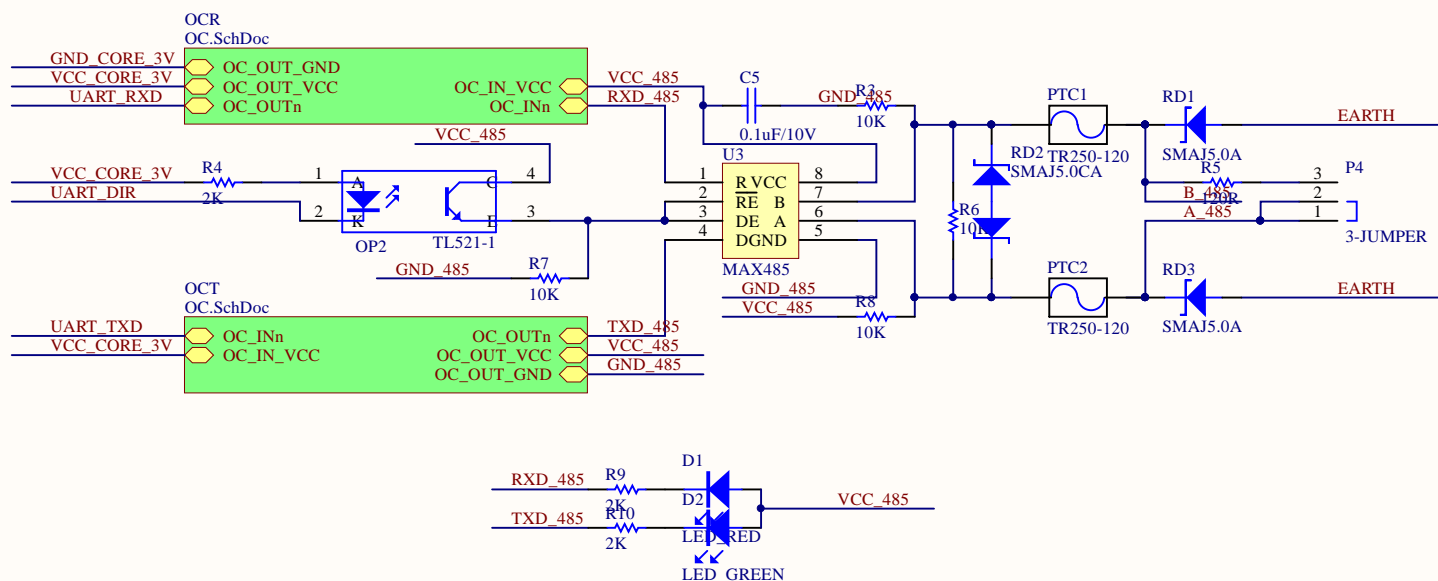 OCR
OC.SchDoc
GND_CORE_3V
OC_OUT_GND
VCC_CORE_3V
OC_OUT_VCC
OC_IN_VCC
VCC_485
UART_RXD
OC_OUTn
OC_INn
RXD_485
C5
0.1uF/10V
GND_485
R3
10K
PTC1
TR250-120
RD1
SMAJ5.0A
EARTH
VCC_485
VCC_CORE_3V
R4
2K
UART_DIR
1
2
A
K
C
E
4
3
OP2
TL521-1
U3
1
2
3
4
R
RE
DE
D
VCC
B
A
GND
8
7
6
5
MAX485
RD2
SMAJ5.0CA
R6
10K
R5
120R
B_485
A_485
3
2
1
P4
3-JUMPER
GND_485
R7
10K
GND_485
VCC_485
R8
10K
PTC2
TR250-120
RD3
SMAJ5.0A
EARTH
OCT
OC.SchDoc
UART_TXD
OC_INn
VCC_CORE_3V
OC_IN_VCC
OC_OUTn
TXD_485
OC_OUT_VCC
VCC_485
OC_OUT_GND
GND_485
RXD_485
R9
2K
D1
LED_RED
TXD_485
R10
2K
D2
LED_GREEN
VCC_485